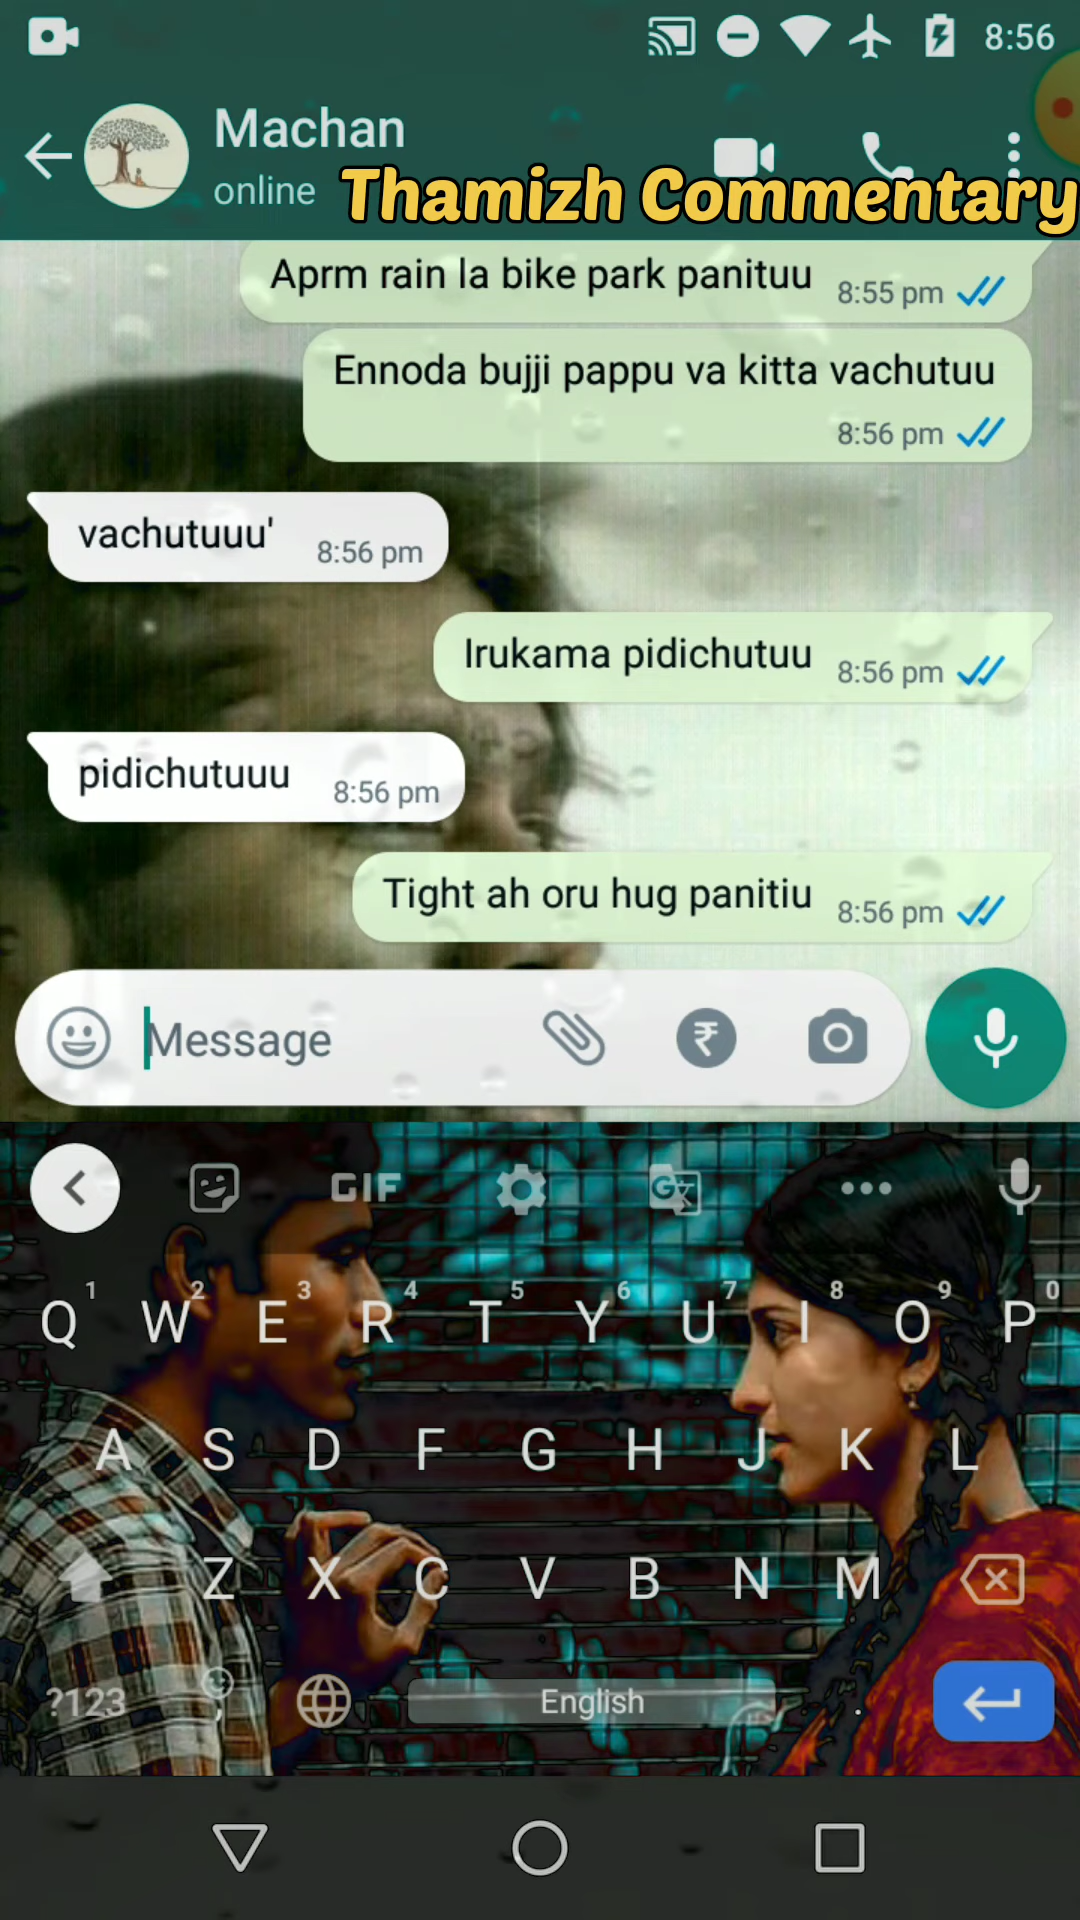 8:56
Machan
online
Thamizh Commentary
Aprm rain la bike park panituu 8:55 pm
Ennoda bujji pappu va kitta vachutuu
8:56 pm
vachutuuu' 8:56 pm
Irukama pidichutuu 8:56 pm
pidichutuuu 8:56 pm
Tight ah oru hug panitiu 8:56 pm
Message
GIF
1 2 3 4 5 6 7 8 9 0
Q W E R T Y U I O P
A S D F G H J K L
Z X C V B N M
?123 , English .